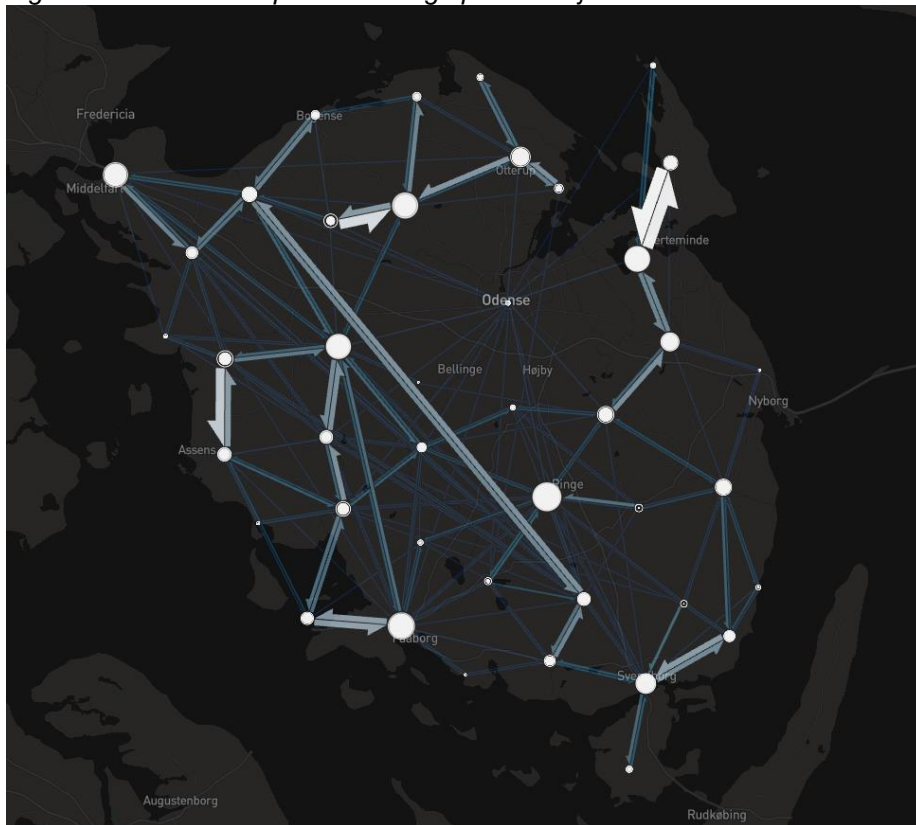 Fredericia
Bogense
Otterup
Middelfart
Kerteminde
Odense
Bellinge
Højby
Nyborg
Assens
Ringe
Faaborg
Svendborg
Augustenborg
Rudkøbing